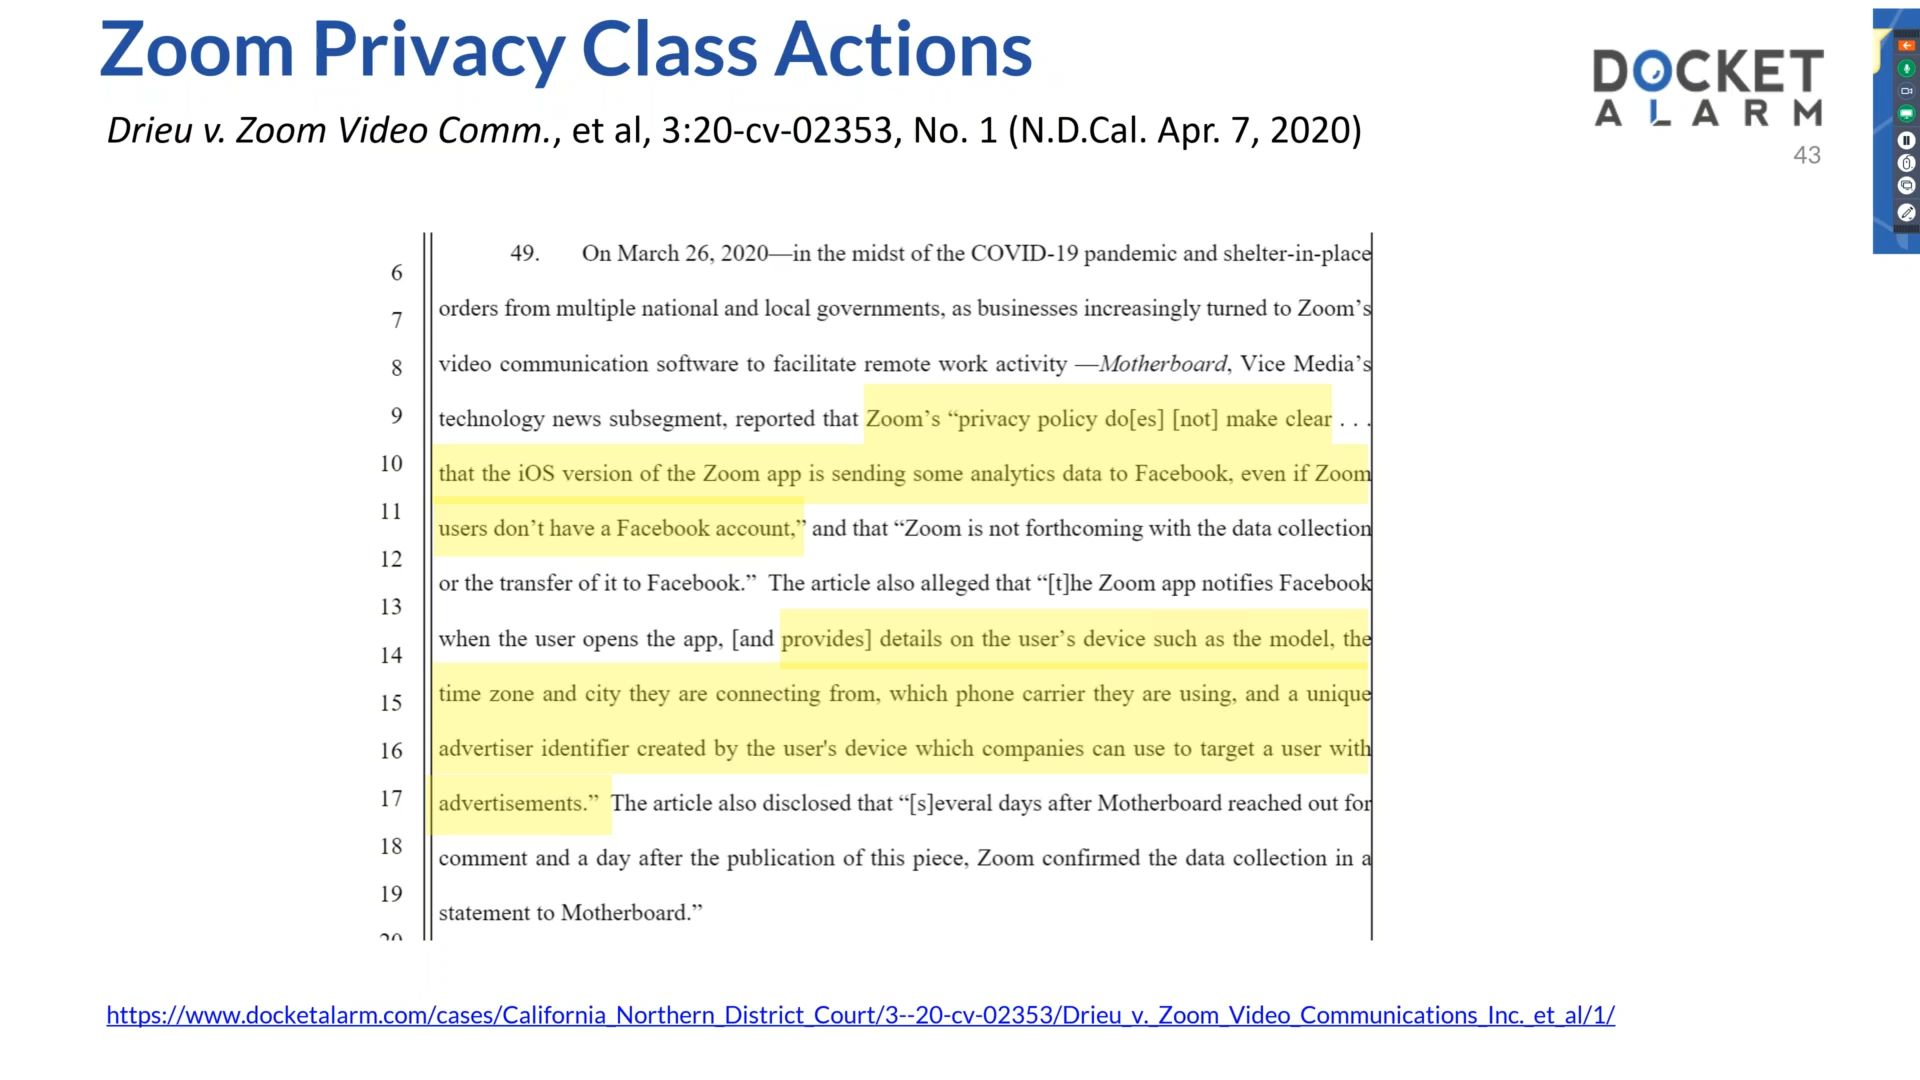 Zoom Privacy Class Actions
DOCKET
ALARM
Drieu v. Zoom Video Comm., et al, 3:20-cv-02353, No. 1 (N.D.Cal. Apr. 7, 2020)
43
49. On March 26, 2020—in the midst of the COVID-19 pandemic and shelter-in-place
6
orders from multiple national and local governments, as businesses increasingly turned to Zoom’s
7
video communication software to facilitate remote work activity —Motherboard, Vice Media’s
8
technology news subsegment, reported that Zoom’s “privacy policy do[es] [not] make clear . . .
9
that the iOS version of the Zoom app is sending some analytics data to Facebook, even if Zoom
10
users don’t have a Facebook account,” and that “Zoom is not forthcoming with the data collection
11
12
or the transfer of it to Facebook.” The article also alleged that “[t]he Zoom app notifies Facebook
13
when the user opens the app, [and provides] details on the user’s device such as the model, the
14
time zone and city they are connecting from, which phone carrier they are using, and a unique
15
advertiser identifier created by the user's device which companies can use to target a user with
16
advertisements.” The article also disclosed that “[s]everal days after Motherboard reached out for
17
comment and a day after the publication of this piece, Zoom confirmed the data collection in a
18
statement to Motherboard.”
19
https://www.docketalarm.com/cases/California_Northern_District_Court/3--20-cv-02353/Drieu_v._Zoom_Video_Communications_Inc._et_al/1/